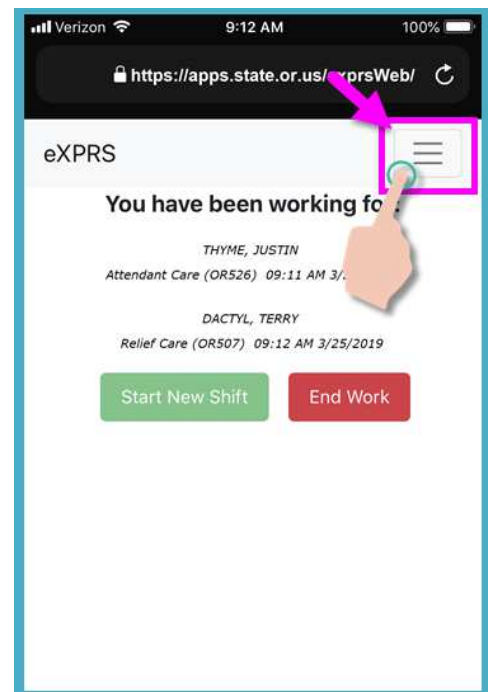 Verizon 9:12 AM 100%
https://apps.state.or.us/exprsWeb/
eXPRS
You have been working for:
THYME, JUSTIN
Attendant Care (OR526) 09:11 AM 3/
DACTYL, TERRY
Relief Care (OR507) 09:12 AM 3/25/2019
Start New Shift End Work